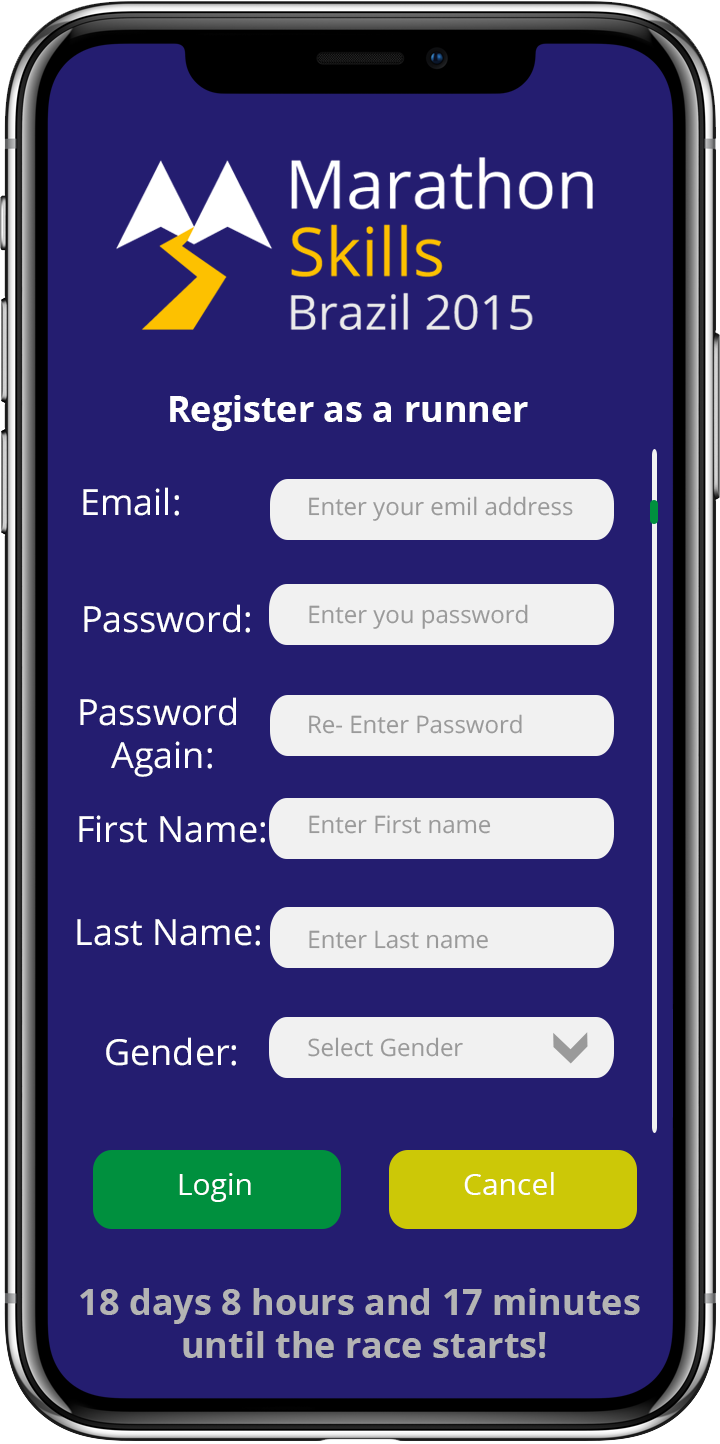 Marathon
Skills
Brazil 2015
Register as a runner
Email:
Enter your emil address
Password:
Enter you password
Password
Again:
Re- Enter Password
First Name:
Enter First name
Last Name:
Enter Last name
Gender:
Select Gender
Login
Cancel
18 days 8 hours and 17 minutes
until the race starts!